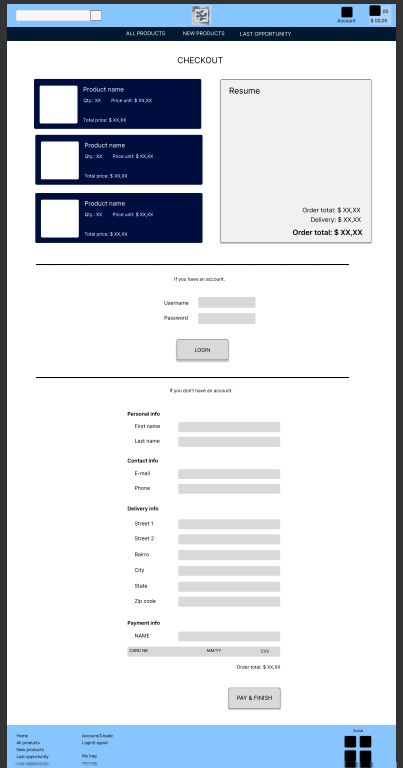 00
Account
$ 00,00
ALL PRODUCTS NEW PRODUCTS LAST OPORTUNITY
CHECKOUT
Product name
Qty.: XX Price unit: $ XX,XX
Total price: $ XX,XX
Product name
Qty.: XX Price unit: $ XX,XX
Total price: $ XX,XX
Product name
Qty.: XX Price unit: $ XX,XX
Total price: $ XX,XX
Resume
Order total: $ XX,XX
Delivery: $ XX,XX
Order total: $ XX,XX
If you have an account.
Username
Password
LOGIN
If you don't have an account.
Personal info
First name
Last name
Contact info
E-mail
Phone
Delivery info
Street 1
Street 2
Bairro
City
State
Zip code
Payment info
NAME
CARD NB MM/YY CVV
Order total: $ XX,XX
PAY & FINISH
Home
All products
New products
Last opportunity
Account/Create
Login/Logout
My bag
Social